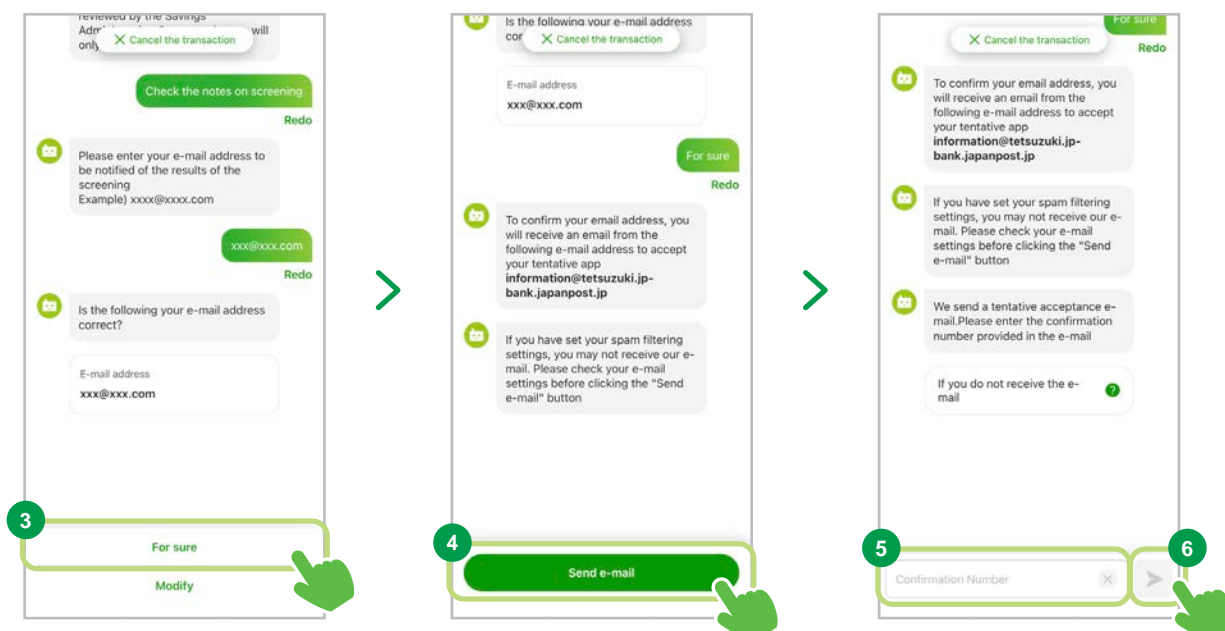 reviewed by the Savings
will
only
X Cancel the transaction
Check the notes on screening
Redo
Please enter your e-mail address to
be notified of the results of the
screening
Example) xxxx@xxxx.com
xxx@xxx.com
Redo
Is the following your e-mail address
correct?
E-mail address
xxx@xxx.com
3
For sure
Modify
Is the following your e-mail address
X Cancel the transaction
E-mail address
xxx@xxx.com
For sure
Redo
To confirm your email address, you
will receive an email from the
following e-mail address to accept
your tentative app
information@tetsuzuki.jp-
bank.japanpost.jp
If you have set your spam filtering
settings, you may not receive our e-
mail. Please check your e-mail
settings before clicking the "Send
e-mail" button
4
Send e-mail
For sure
X Cancel the transaction
Redo
To confirm your email address, you
will receive an email from the
following e-mail address to accept
your tentative app
information@tetsuzuki.jp-
bank.japanpost.jp
If you have set your spam filtering
settings, you may not receive our e-
mail. Please check your e-mail
settings before clicking the "Send
e-mail" button
We send a tentative acceptance e-
mail.Please enter the confirmation
number provided in the e-mail
If you do not receive the e-
mail
?
5
6
Confirmation Number